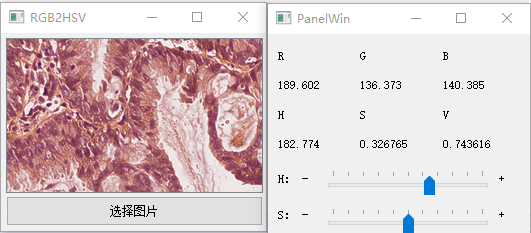 RGB2HSV
选择图片
PanelWin
R G B
189.602 136.373 140.385
H S V
182.774 0.326765 0.743616
H: - +
S: - +